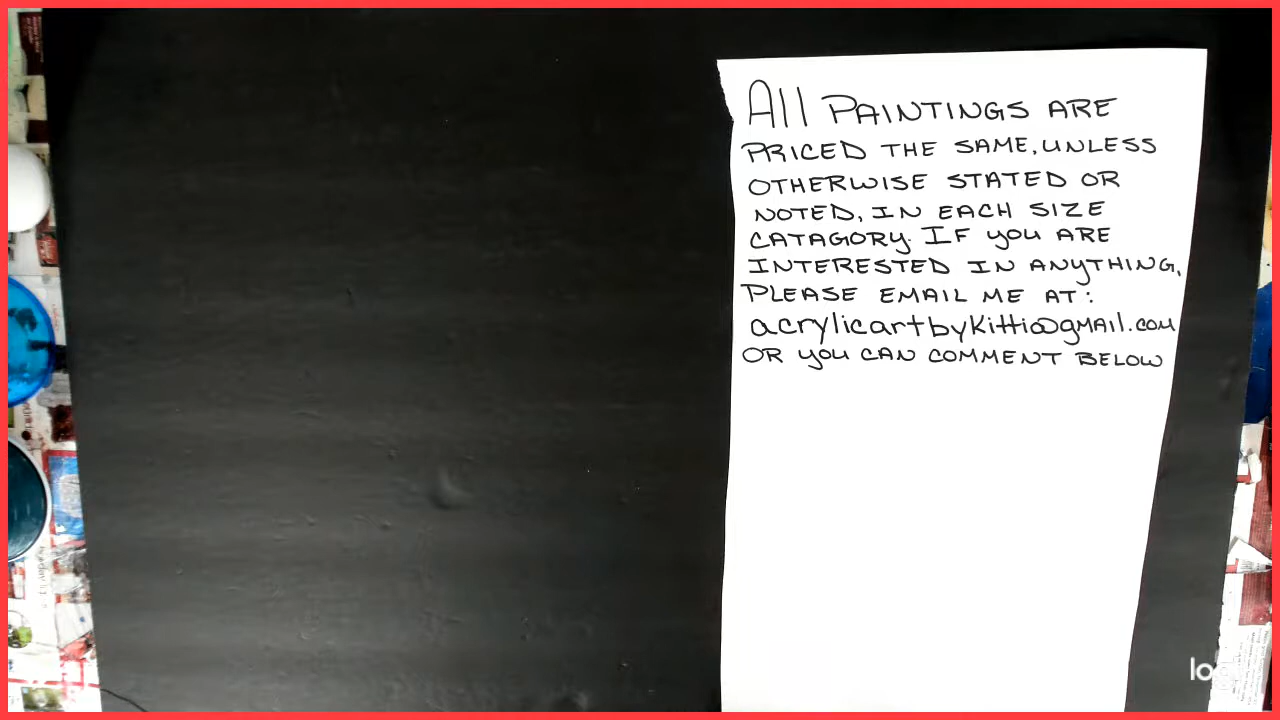 All PAINTINGS ARE
PRICED THE SAME, UNLESS
OTHERWISE STATED OR
NOTED, IN EACH SIZE
CATAGORY. IF YOU ARE
INTERESTED IN ANYTHING,
PLEASE EMAIL ME AT:
acrylicartbykitti@gmail.com
OR YOU CAN COMMENT BELOW